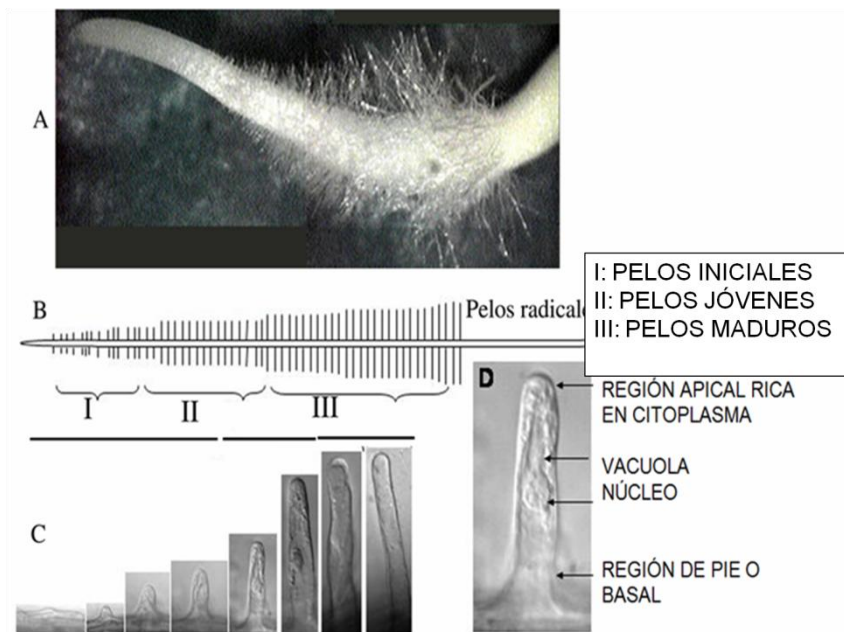 A
I: PELOS INICIALES
II: PELOS JÓVENES
III: PELOS MADUROS
B
Pelos radicale
I
II
III
D
REGIÓN APICAL RICA
EN CITOPLASMA
VACUOLA
NÚCLEO
C
REGIÓN DE PIE O
BASAL